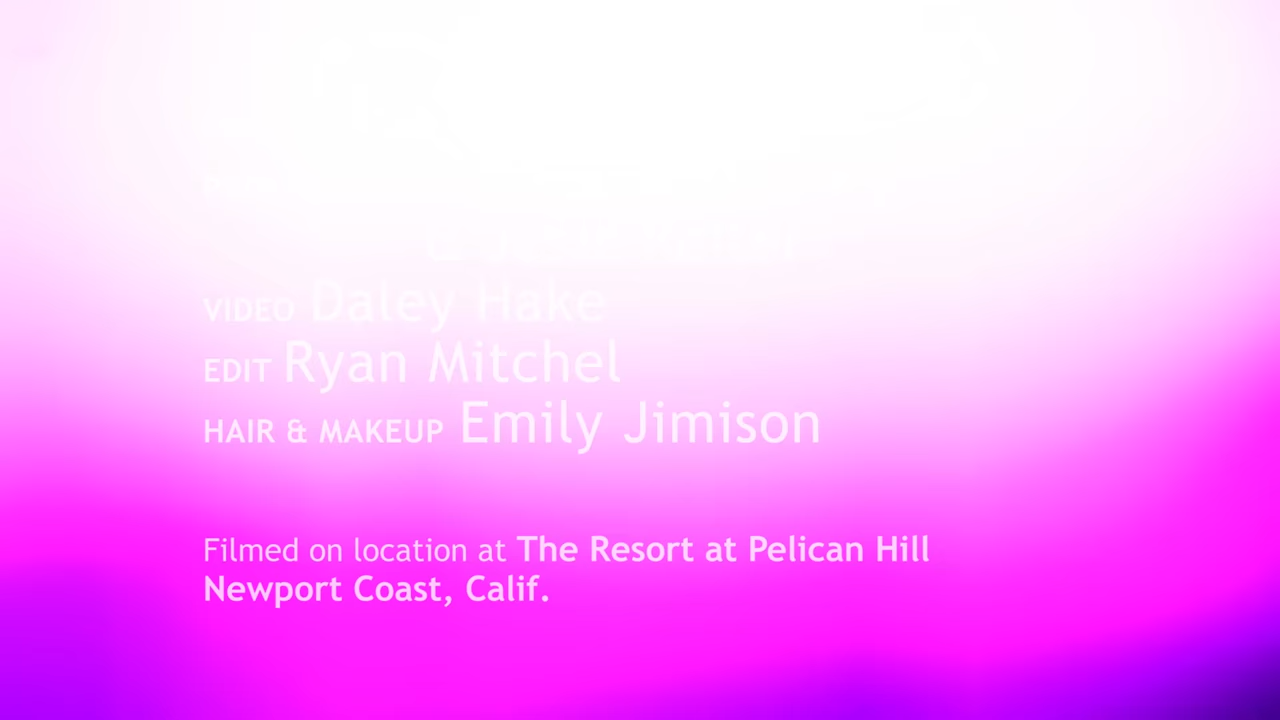 VIDEO Daley Hake
EDIT Ryan Mitchel
HAIR & MAKEUP Emily Jimison
Filmed on location at The Resort at Pelican Hill
Newport Coast, Calif.